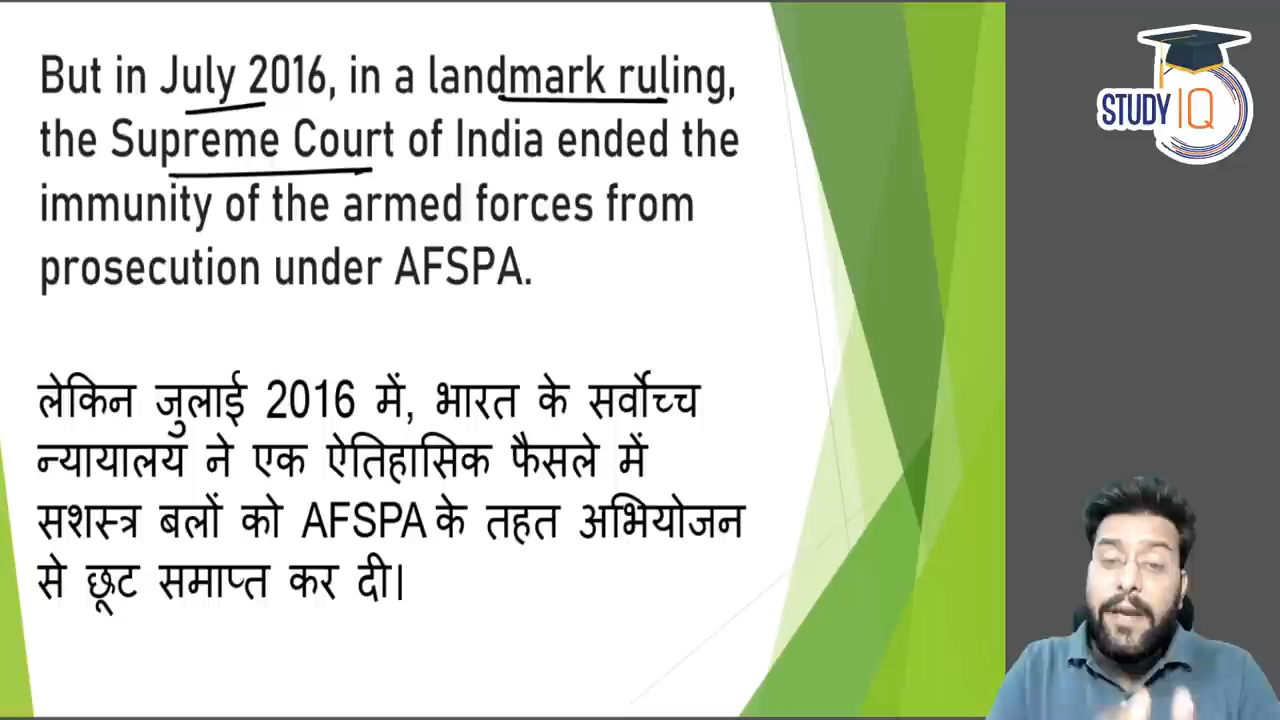 But in July 2016, in a landmark ruling,
the Supreme Court of India ended the
immunity of the armed forces from
prosecution under AFSPA.
लेकिन जुलाई 2016 में, भारत के सर्वोच्च
न्यायालय ने एक ऐतिहासिक फैसले में
सशस्त्र बलों को AFSPA के तहत अभियोजन
से छूट समाप्त कर दी।
STUDY IQ